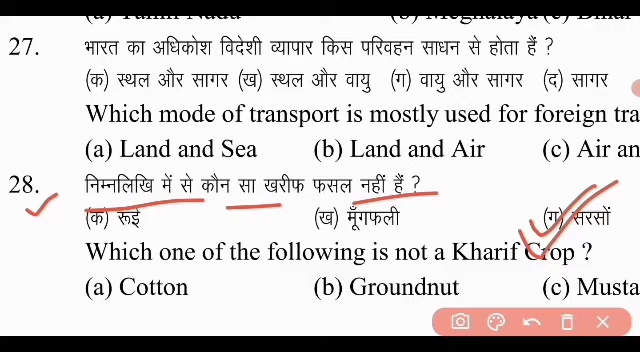 27. भारत का अधिकोश विदेशी व्यापार किस परिवहन साधन से होता हैं ?
(क) स्थल और सागर (ख) स्थल और वायु (ग) वायु और सागर (द) सागर
Which mode of transport is mostly used for foreign tra
(a) Land and Sea (b) Land and Air (c) Air an
28. निम्नलिखि में से कौन सा खरीफ फसल नहीं हैं ?
(क) रूई (ख) मूँगफली (ग) सरसों
Which one of the following is not a Kharif Crop ?
(a) Cotton (b) Groundnut (c) Musta